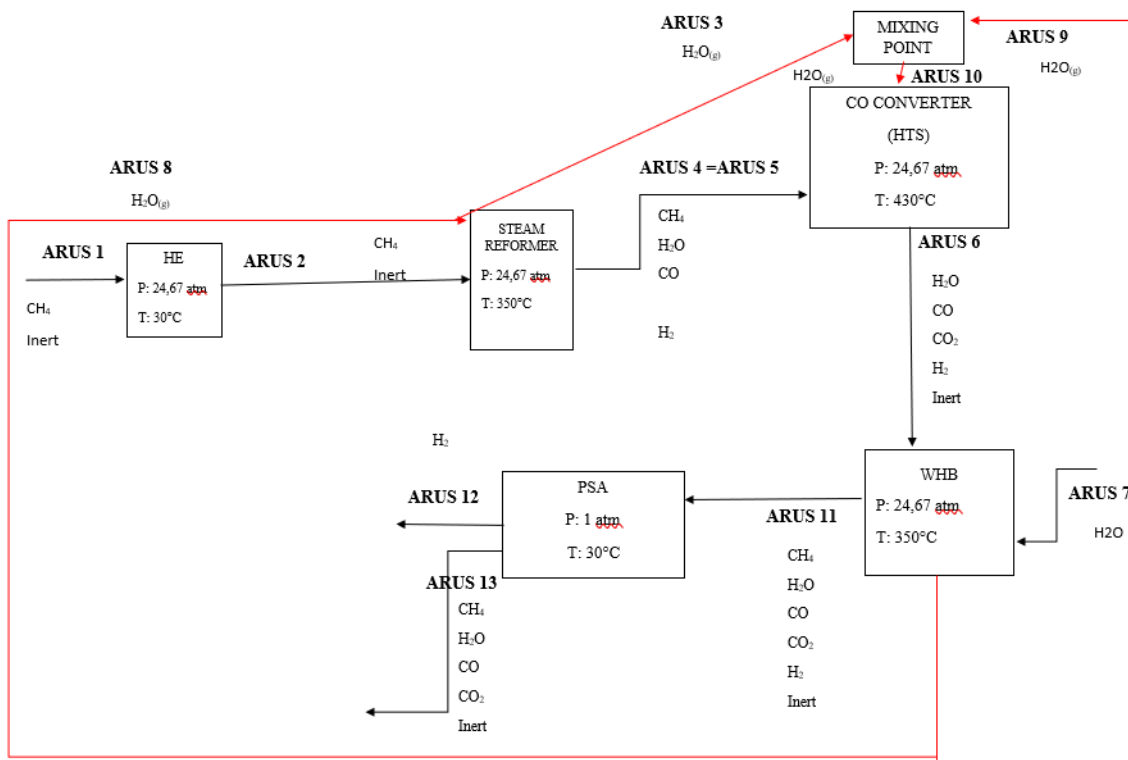 ARUS 3
H₂O(g)
MIXING
POINT
ARUS 9
H2O(g)
H2O(g)
ARUS 10
CO CONVERTER
(HTS)
P: 24,67 atm
T: 430°C
ARUS 8
H₂O(g)
ARUS 4 =ARUS 5
CH₄
H₂O
CO
H₂
STEAM
REFORMER
P: 24,67 atm
T: 350°C
ARUS 1
CH₄
Inert
HE
P: 24,67 atm
T: 30°C
ARUS 2
CH₄
Inert
ARUS 6
H₂O
CO
CO₂
H₂
Inert
H₂
ARUS 12
PSA
P: 1 atm
T: 30°C
ARUS 11
CH₄
H₂O
CO
CO₂
H₂
Inert
WHB
P: 24,67 atm
T: 350°C
ARUS 7
H2O
ARUS 13
CH₄
H₂O
CO
CO₂
Inert